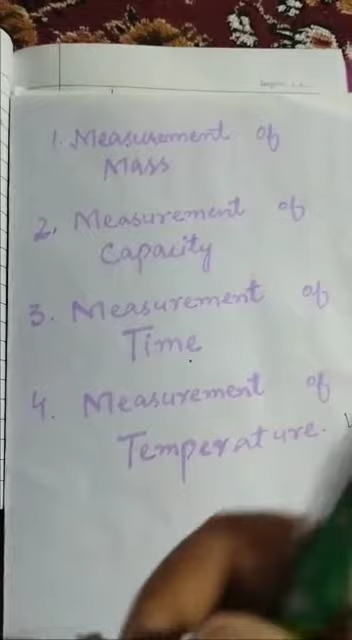 1. Measurement of
Mass
2. Measurement of
Capacity
3. Measurement of
Time
4. Measurement of
Temperature.